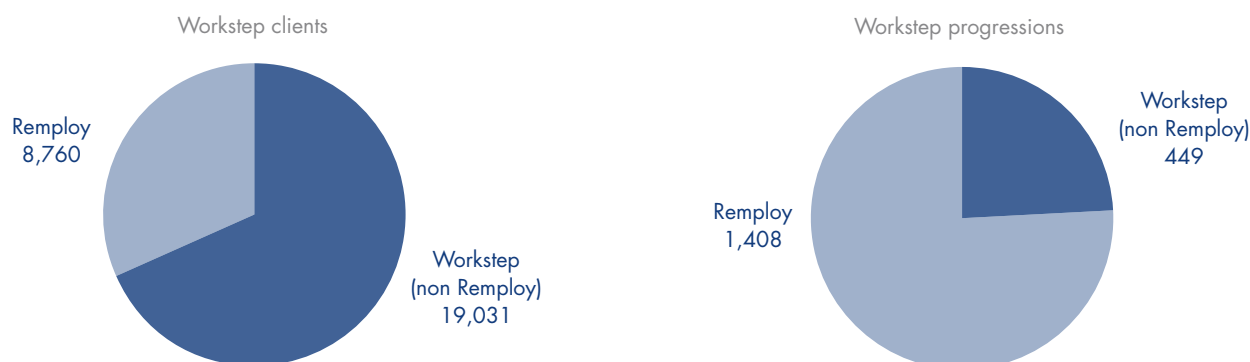 Workstep clients
Remploy
8,760
Workstep
(non Remploy)
19,031
Workstep progressions
Workstep
(non Remploy)
449
Remploy
1,408